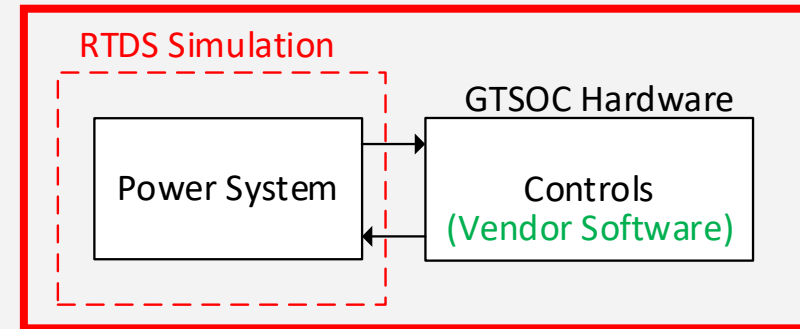 RTDS Simulation
GTSOC Hardware
Power System
Controls
(Vendor Software)